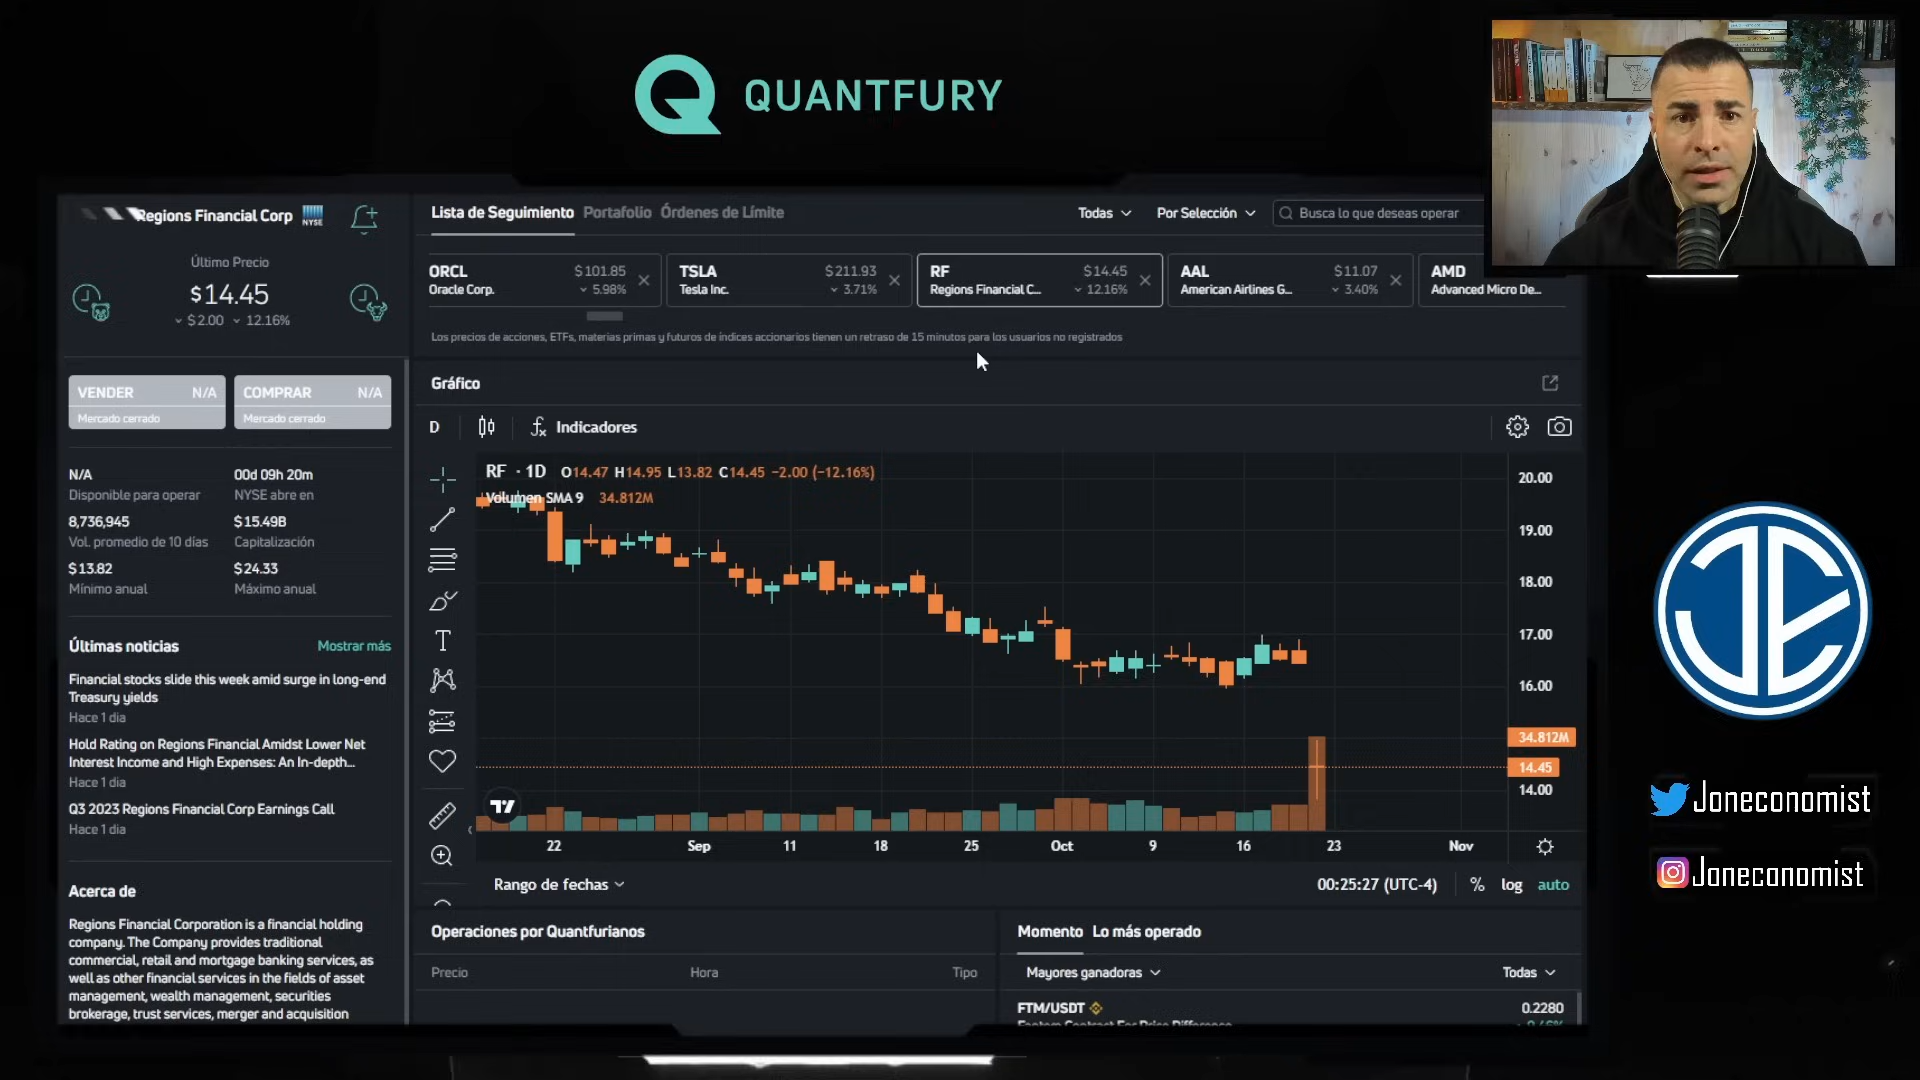 QUANTFURY
Regions Financial Corp
NYSE
Último Precio
$14.45
$2.00 12.16%
VENDER N/A
Mercado cerrado
COMPRAR N/A
Mercado cerrado
N/A
Disponible para operar
00d 09h 20m
NYSE abre en
8,736,945
Vol. promedio de 10 días
$15.49B
Capitalización
$13.82
Mínimo anual
$24.33
Máximo anual
Últimas noticias
Mostrar más
Financial stocks slide this week amid surge in long-end
Treasury yields
Hace 1 dia
Hold Rating on Regions Financial Amidst Lower Net
Interest Income and High Expenses: An In-depth...
Hace 1 dia
Q3 2023 Regions Financial Corp Earnings Call
Hace 1 dia
Acerca de
Regions Financial Corporation is a financial holding
company. The Company provides traditional
commercial, retail and mortgage banking services, as
well as other financial services in the fields of asset
management, wealth management, securities
brokerage, trust services, merger and acquisition
Lista de Seguimiento Portafolio Órdenes de Límite
Todas
Por Selección
Busca lo que deseas operar
ORCL $101.85
Oracle Corp. 5.98%
TSLA $211.93
Tesla Inc. 3.71%
RF $14.45
Regions Financial C... 12.16%
AAL $11.07
American Airlines G... 3.40%
AMD
Advanced Micro De...
Los precios de acciones, ETFs, materias primas y futuros de índices accionarios tienen un retraso de 15 minutos para los usuarios no registrados
Gráfico
D
Indicadores
RF · 1D O14.47 H14.95 L13.82 C14.45 −2.00 (−12.16%)
Volumen SMA 9 34.812M
20.00
19.00
18.00
17.00
16.00
34.812M
14.45
14.00
22 Sep 11 18 25 Oct 9 16 23 Nov
Rango de fechas
00:25:27 (UTC-4)
% log auto
Operaciones por Quantfurianos
Precio Hora Tipo
Momento Lo más operado
Mayores ganadoras
Todas
FTM/USDT 0.2280
JE
Joneconomist
Joneconomist